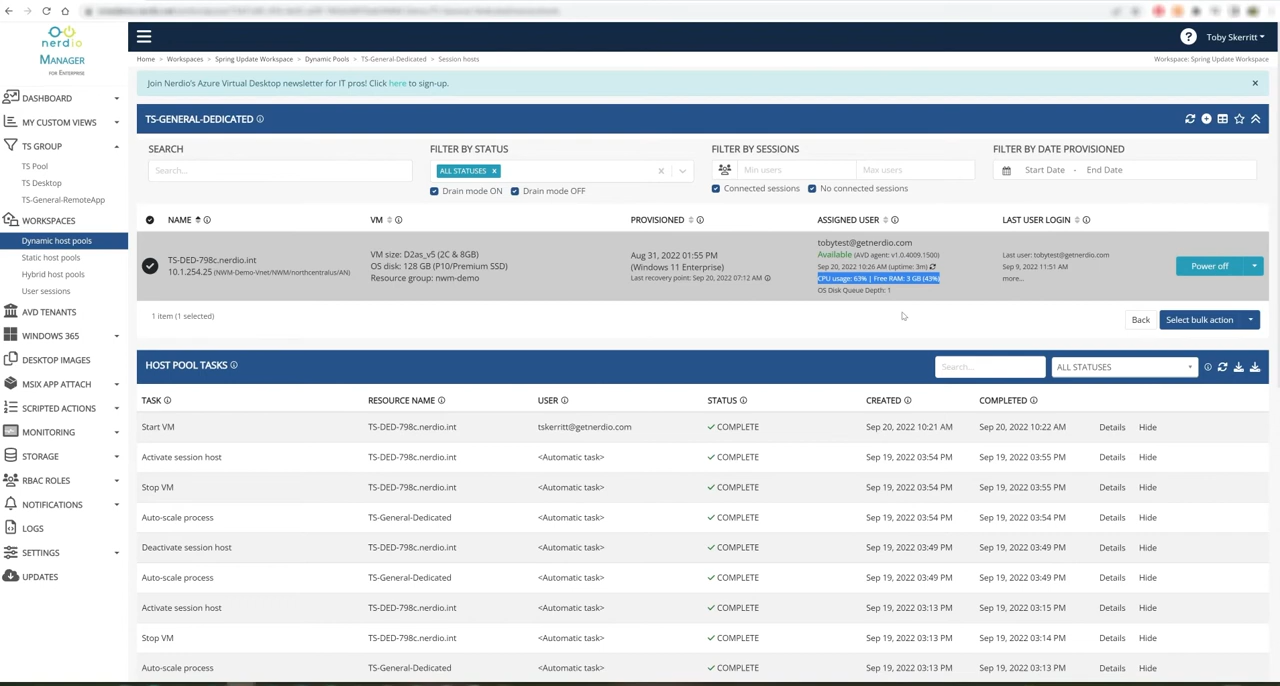 nerdio
MANAGER
FOR ENTERPRISE
? Toby Skerritt
Home › Workspaces › Spring Update Workspace › Dynamic Pools › TS-General-Dedicated › Session hosts
Workspace: Spring Update Workspace
Join Nerdio's Azure Virtual Desktop newsletter for IT pros! Click here to sign-up.
DASHBOARD
MY CUSTOM VIEWS
TS GROUP
TS Pool
TS Desktop
TS-General-RemoteApp
WORKSPACES
Dynamic host pools
Static host pools
Hybrid host pools
User sessions
AVD TENANTS
WINDOWS 365
DESKTOP IMAGES
MSIX APP ATTACH
SCRIPTED ACTIONS
MONITORING
STORAGE
RBAC ROLES
NOTIFICATIONS
LOGS
SETTINGS
UPDATES
TS-GENERAL-DEDICATED
SEARCH
Search...
FILTER BY STATUS
ALL STATUSES x
Drain mode ON Drain mode OFF
FILTER BY SESSIONS
Min users Max users
Connected sessions No connected sessions
FILTER BY DATE PROVISIONED
Start Date - End Date
NAME VM PROVISIONED ASSIGNED USER LAST USER LOGIN
TS-DED-798c.nerdio.int
10.1.254.25 (NWM-Demo-Vnet/NWM/northcentralus/AN)
VM size: D2as_v5 (2C & 8GB)
OS disk: 128 GB (P10/Premium SSD)
Resource group: nwm-demo
Aug 31, 2022 01:55 PM
(Windows 11 Enterprise)
Last recovery point: Sep 20, 2022 07:12 AM
tobytest@getnerdio.com
Available (AVD agent: v1.0.4009.1500)
Sep 20, 2022 10:26 AM (uptime: 3m)
CPU usage: 63% | Free RAM: 3 GB (43%)
OS Disk Queue Depth: 1
Last user: tobytest@getnerdio.com
Sep 9, 2022 11:51 AM
more...
Power off
1 item (1 selected)
Back
Select bulk action
HOST POOL TASKS
Search...
ALL STATUSES
TASK RESOURCE NAME USER STATUS CREATED COMPLETED
Start VM TS-DED-798c.nerdio.int tskerritt@getnerdio.com COMPLETE Sep 20, 2022 10:21 AM Sep 20, 2022 10:22 AM Details Hide
Activate session host TS-DED-798c.nerdio.int <Automatic task> COMPLETE Sep 19, 2022 03:54 PM Sep 19, 2022 03:55 PM Details Hide
Stop VM TS-DED-798c.nerdio.int <Automatic task> COMPLETE Sep 19, 2022 03:54 PM Sep 19, 2022 03:55 PM Details Hide
Auto-scale process TS-General-Dedicated <Automatic task> COMPLETE Sep 19, 2022 03:54 PM Sep 19, 2022 03:54 PM Details Hide
Deactivate session host TS-DED-798c.nerdio.int <Automatic task> COMPLETE Sep 19, 2022 03:49 PM Sep 19, 2022 03:49 PM Details Hide
Auto-scale process TS-General-Dedicated <Automatic task> COMPLETE Sep 19, 2022 03:49 PM Sep 19, 2022 03:49 PM Details Hide
Activate session host TS-DED-798c.nerdio.int <Automatic task> COMPLETE Sep 19, 2022 03:13 PM Sep 19, 2022 03:15 PM Details Hide
Stop VM TS-DED-798c.nerdio.int <Automatic task> COMPLETE Sep 19, 2022 03:13 PM Sep 19, 2022 03:14 PM Details Hide
Auto-scale process TS-General-Dedicated <Automatic task> COMPLETE Sep 19, 2022 03:13 PM Sep 19, 2022 03:13 PM Details Hide